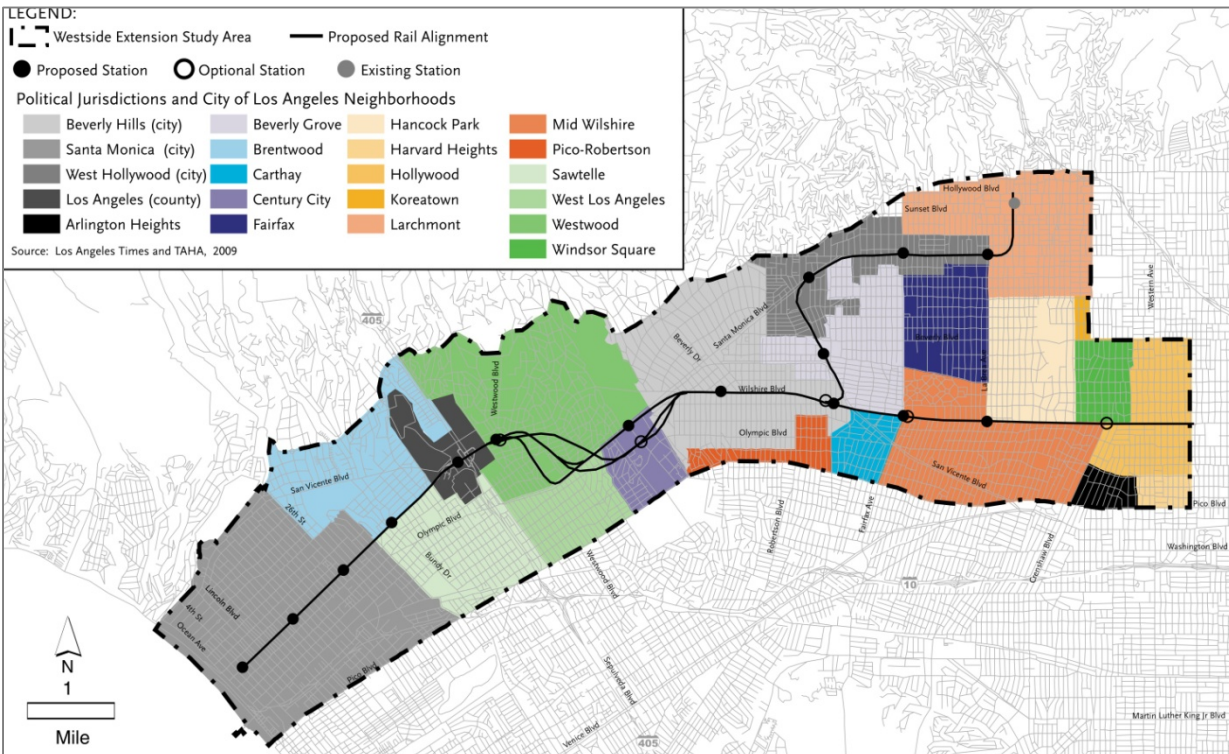 LEGEND:
Westside Extension Study Area
Proposed Rail Alignment
Proposed Station
Optional Station
Existing Station
Political Jurisdictions and City of Los Angeles Neighborhoods
Beverly Hills (city)
Beverly Grove
Hancock Park
Mid Wilshire
Santa Monica (city)
Brentwood
Harvard Heights
Pico-Robertson
West Hollywood (city)
Carthay
Hollywood
Sawtelle
Los Angeles (county)
Century City
Koreatown
West Los Angeles
Arlington Heights
Fairfax
Larchmont
Westwood
Windsor Square
Source: Los Angeles Times and TAHA, 2009
Hollywood Blvd
Sunset Blvd
Western Ave
405
Santa Monica Blvd
Beverly Dr
Beverly Blvd
Westwood Blvd
Wilshire Blvd
Olympic Blvd
San Vicente Blvd
San Vicente Blvd
26th St
Olympic Blvd
Bundy Dr
Robertson Blvd
Fairfax Ave
Crenshaw Blvd
Pico Blvd
Washington Blvd
10
Westwood Blvd
Lincoln Blvd
4th St
Ocean Ave
Pico Blvd
Sepulveda Blvd
Venice Blvd
405
Martin Luther King Jr Blvd
N
1
Mile